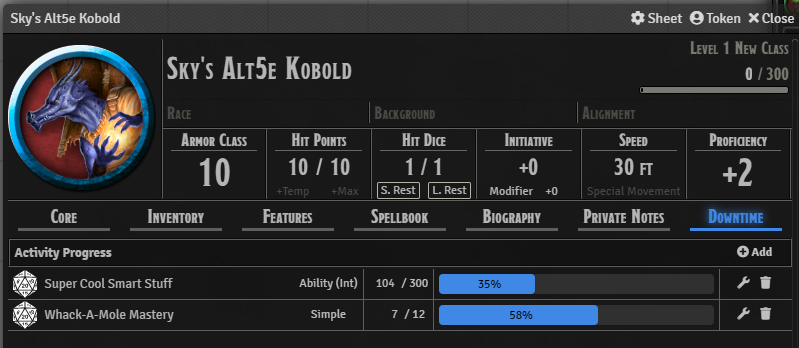 Sky's Alt5e Kobold Sheet Token Close
Sky's Alt5e Kobold
Level 1 New Class
0 / 300
Race Background Alignment
Armor Class Hit Points Hit Dice Initiative Speed Proficiency
10 10 / 10 1 / 1 +0 30 FT +2
+Temp +Max S. Rest L. Rest Modifier +0 Special Movement
Core Inventory Features Spellbook Biography Private Notes Downtime
Activity Progress Add
Super Cool Smart Stuff Ability (Int) 104 / 300 35%
Whack-A-Mole Mastery Simple 7 / 12 58%